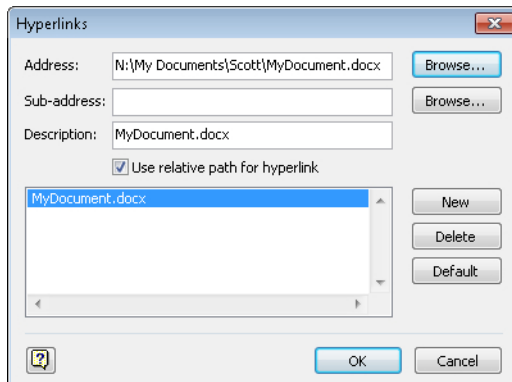 Hyperlinks
Address: N:\My Documents\Scott\MyDocument.docx Browse...
Sub-address: Browse...
Description: MyDocument.docx
Use relative path for hyperlink
MyDocument.docx
New
Delete
Default
? OK Cancel